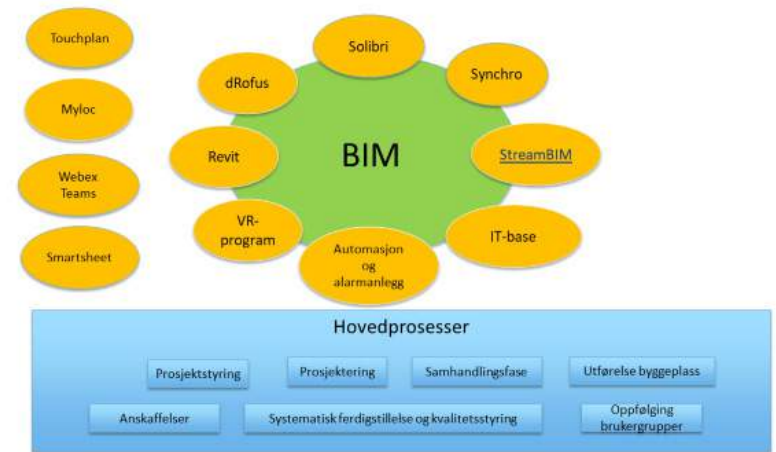 Touchplan
Myloc
Webex
Teams
Smartsheet
Solibri
dRofus
Synchro
BIM
Revit
StreamBIM
VR-
program
IT-base
Automasjon
og
alarmanlegg
Hovedprosesser
Prosjektstyring
Prosjektering
Samhandlingsfase
Utførelse byggeplass
Anskaffelser
Systematisk ferdigstillelse og kvalitetsstyring
Oppfølging
brukergrupper